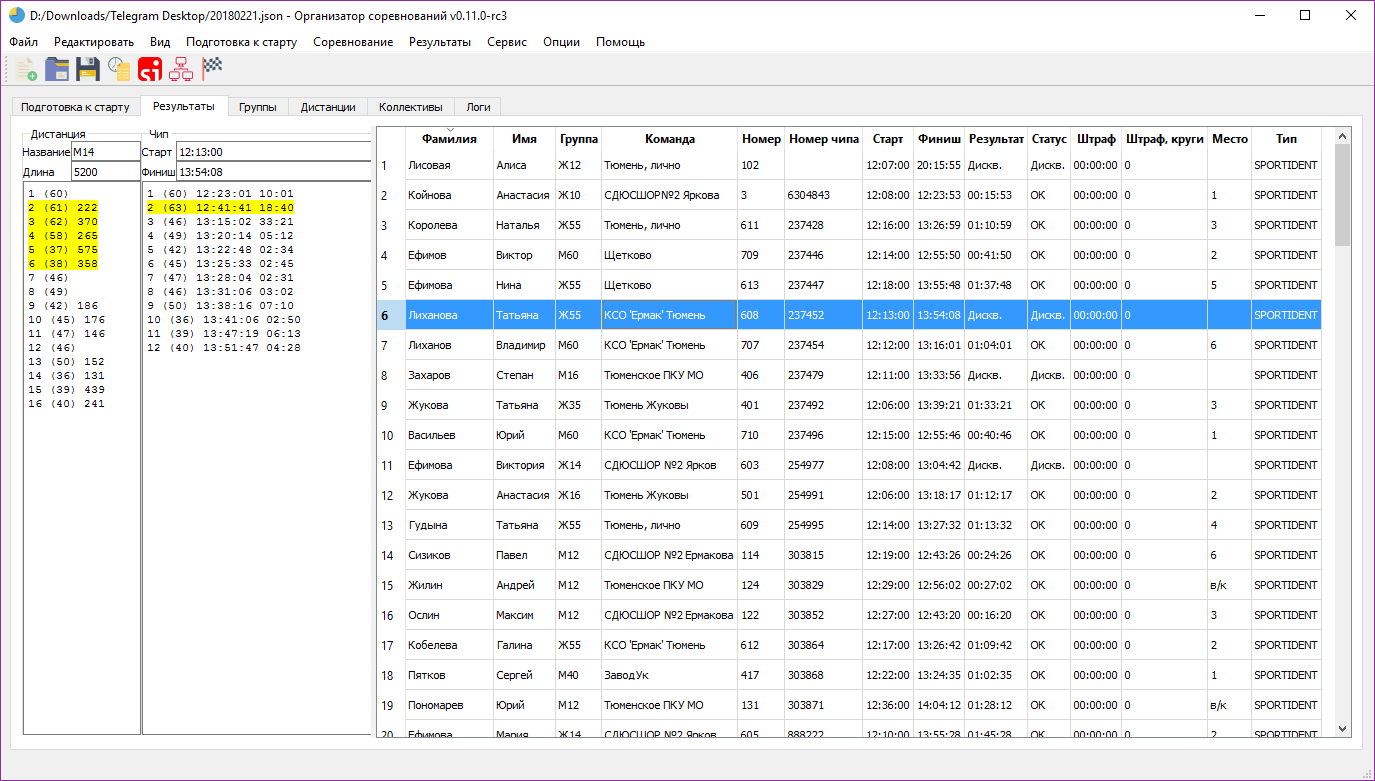 D:/Downloads/Telegram Desktop/20180221.json - Организатор соревнований v0.11.0-rc3
Файл Редактировать Вид Подготовка к старту Соревнование Результаты Сервис Опции Помощь
si
Подготовка к старту Результаты Группы Дистанции Коллективы Логи
Дистанция
Название M14
Длина 5200
1 (60)
2 (61) 222
3 (62) 370
4 (58) 265
5 (37) 575
6 (38) 358
7 (46)
8 (49)
9 (42) 186
10 (45) 176
11 (47) 146
12 (46)
13 (50) 152
14 (36) 131
15 (39) 439
16 (40) 241
Чип
Старт 12:13:00
Финиш 13:54:08
1 (60) 12:23:01 10:01
2 (63) 12:41:41 18:40
3 (46) 13:15:02 33:21
4 (49) 13:20:14 05:12
5 (42) 13:22:48 02:34
6 (45) 13:25:33 02:45
7 (47) 13:28:04 02:31
8 (46) 13:31:06 03:02
9 (50) 13:38:16 07:10
10 (36) 13:41:06 02:50
11 (39) 13:47:19 06:13
12 (40) 13:51:47 04:28
Фамилия Имя Группа Команда Номер Номер чипа Старт Финиш Результат Статус Штраф Штраф, круги Место Тип
1 Лисовая Алиса Ж12 Тюмень, лично 102 12:07:00 20:15:55 Дискв. Дискв. 00:00:00 0 SPORTIDENT
2 Койнова Анастасия Ж10 СДЮСШОР№2 Яркова 3 6304843 12:08:00 12:23:53 00:15:53 ОК 00:00:00 0 1 SPORTIDENT
3 Королева Наталья Ж55 Тюмень, лично 611 237428 12:16:00 13:26:59 01:10:59 ОК 00:00:00 0 3 SPORTIDENT
4 Ефимов Виктор М60 Щетково 709 237446 12:14:00 12:55:50 00:41:50 ОК 00:00:00 0 2 SPORTIDENT
5 Ефимова Нина Ж55 Щетково 613 237447 12:18:00 13:55:48 01:37:48 ОК 00:00:00 0 5 SPORTIDENT
6 Лиханова Татьяна Ж55 КСО 'Ермак' Тюмень 608 237452 12:13:00 13:54:08 Дискв. Дискв. 00:00:00 0 SPORTIDENT
7 Лиханов Владимир М60 КСО 'Ермак' Тюмень 707 237454 12:12:00 13:16:01 01:04:01 ОК 00:00:00 0 6 SPORTIDENT
8 Захаров Степан М16 Тюменское ПКУ МО 406 237479 12:11:00 13:33:56 Дискв. Дискв. 00:00:00 0 SPORTIDENT
9 Жукова Татьяна Ж35 Тюмень Жуковы 401 237492 12:06:00 13:39:21 01:33:21 ОК 00:00:00 0 3 SPORTIDENT
10 Васильев Юрий М60 КСО 'Ермак' Тюмень 710 237496 12:15:00 12:55:46 00:40:46 ОК 00:00:00 0 1 SPORTIDENT
11 Ефимова Виктория Ж14 СДЮСШОР №2 Ярков 603 254977 12:08:00 13:04:42 Дискв. Дискв. 00:00:00 0 SPORTIDENT
12 Жукова Анастасия Ж16 Тюмень Жуковы 501 254991 12:06:00 13:18:17 01:12:17 ОК 00:00:00 0 2 SPORTIDENT
13 Гудына Татьяна Ж55 Тюмень, лично 609 254995 12:14:00 13:27:32 01:13:32 ОК 00:00:00 0 4 SPORTIDENT
14 Сизиков Павел М12 СДЮСШОР №2 Ермакова 114 303815 12:19:00 12:43:26 00:24:26 ОК 00:00:00 0 6 SPORTIDENT
15 Жилин Андрей М12 Тюменское ПКУ МО 124 303829 12:29:00 12:56:02 00:27:02 ОК 00:00:00 0 в/к SPORTIDENT
16 Ослин Максим М12 СДЮСШОР №2 Ермакова 122 303852 12:27:00 12:43:20 00:16:20 ОК 00:00:00 0 3 SPORTIDENT
17 Кобелева Галина Ж55 КСО 'Ермак' Тюмень 612 303864 12:17:00 13:26:42 01:09:42 ОК 00:00:00 0 2 SPORTIDENT
18 Пятков Сергей М40 ЗаводУк 417 303868 12:22:00 13:24:35 01:02:35 ОК 00:00:00 0 1 SPORTIDENT
19 Пономарев Юрий М12 Тюменское ПКУ МО 131 303871 12:36:00 14:04:12 01:28:12 ОК 00:00:00 0 в/к SPORTIDENT
20 Ефимова Мария Ж14 СДЮСШОР №2 Ярков 605 888222 12:10:00 13:55:28 01:45:28 ОК 00:00:00 0 2 SPORTIDENT